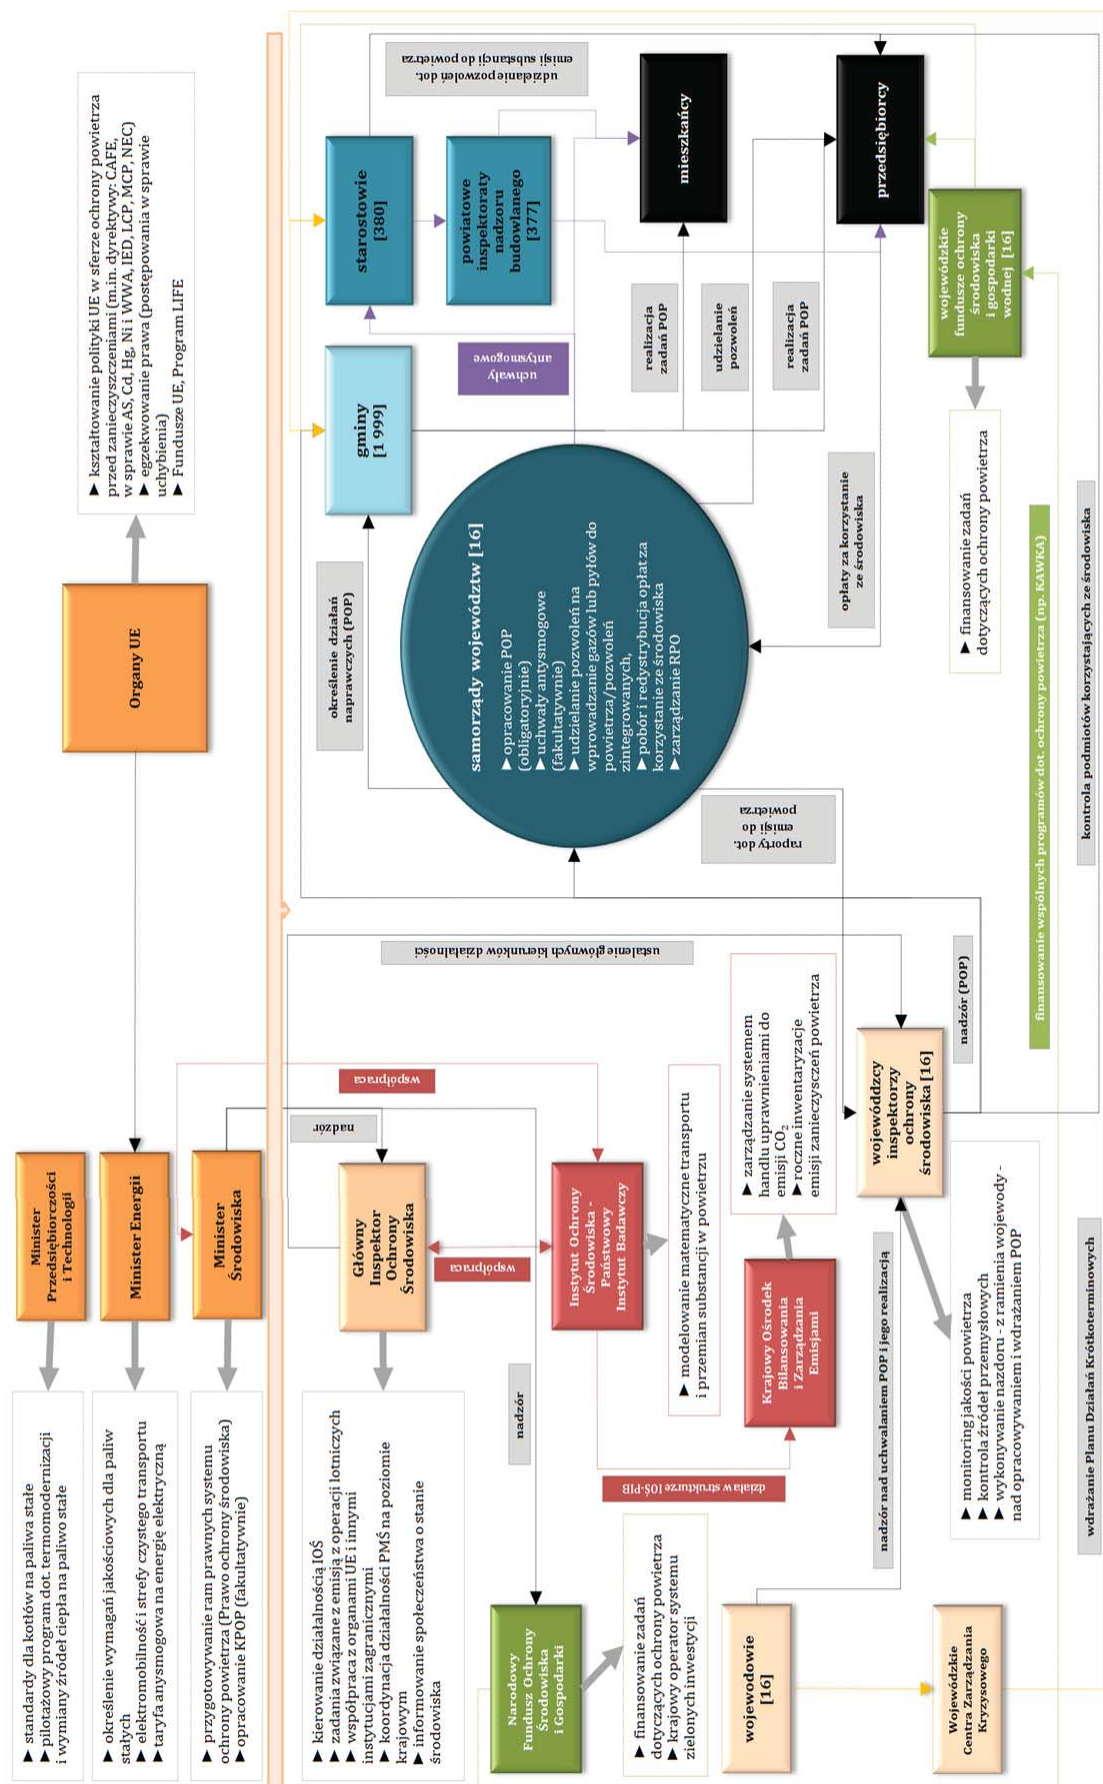 ► standardy dla kotłów na paliwa stałe
► pilotażowy program dot. termomodernizacji
i wymiany źródeł ciepła na paliwo stałe
Minister
Przedsiębiorczości
i Technologii
► określenie wymagań jakościowych dla paliw
stałych
► elektromobilność i strefy czystego transportu
► taryfa anysmogowa na energię elektryczną
Minister Energii
► przygotowywanie ram prawnych systemu
ochrony powietrza (Prawo ochrony środowiska)
► opracowanie KPOP (fakultatywnie)
Minister
Środowiska
Organy UE
► kształtowanie polityki UE w sferze ochrony powietrza
przed zanieczyszczeniami (m.in. dyrektywy: CAFE,
w sprawie AS, Cd, Hg, Ni i WWA, IED, LCP, MCP, NEC)
► egzekwowanie prawa (postępowania w sprawie
uchybienia)
► Fundusze UE, Program LIFE
► kierowanie działalnością IOŚ
► zadania związane z emisją z operacji lotniczych
► współpraca z organami UE i innymi
instytucjami zagranicznymi
► koordynacja działalności PMŚ na poziomie
krajowym
► informowanie społeczeństwa o stanie
środowiska
Główny
Inspektor
Ochrony
Środowiska
nadzór
współpraca
współpraca
ustalenie głównych kierunków działalności
Narodowy
Fundusz Ochrony
Środowiska
i Gospodarki
nadzór
Instytut Ochrony
Środowiska -
Państwowy
Instytut Badawczy
► modelowanie matematyczne transportu
i przemian substancji w powietrzu
działa w strukturze IOŚ-PIB
► finansowanie zadań
dotyczących ochrony powietrza
► krajowy operator systemu
zielonych inwestycji
Krajowy Ośrodek
Bilansowania
i Zarządzania
Emisjami
► zarządzanie systemem
handlu uprawnieniami do
emisji CO2
► roczne inwentaryzacje
emisji zanieczyszczeń powietrza
wojewodowie
[16]
nadzór nad uchwalaniem POP i jego realizacją
wojewóddzcy
inspektorzy
ochrony
środowiska [16]
nadzór (POP)
► monitoring jakości powietrza
► kontrola źródeł przemysłowych
► wykonywanie nazdoru - z ramienia wojewody -
nad opracowywaniem i wdrażaniem POP
Wojewódzkie
Centra Zarządzania
Kryzysowego
wdrażanie Planu Działań Krótkoterminowych
określenie działań
naprawczych (POP)
gminy
[1 999]
starostowie
[380]
udzielanie pozwoleń dot.
emisji substancji do powietrza
powiatowe
inspektoraty
nadzoru
budowlanego
[377]
uchwały
antysmogowe
samorządy województw [16]
► opracowanie POP
(obligatoryjnie)
► uchwały antysmogowe
(fakultatywnie)
► udzielanie pozwoleń na
wprowadzanie gazów lub pyłów do
powietrza/pozwoleń
zintegrowanych,
► pobór i redystrybucja opłat za
korzystanie ze środowiska
► zarządzanie RPO
raporty dot.
emisji do
powietrza
realizacja
zadań POP
udzielanie
pozwoleń
realizacja
zadań POP
mieszkańcy
przedsiębiorcy
opłaty za korzystanie
ze środowiska
wojewódzkie
fundusze ochrony
środowiska
i gospodarki
wodnej [16]
► finansowanie zadań
dotyczących ochrony powietrza
finansowanie wspólnych programów dot. ochrony powietrza (np. KAWKA)
kontrola podmiotów korzystających ze środowiska